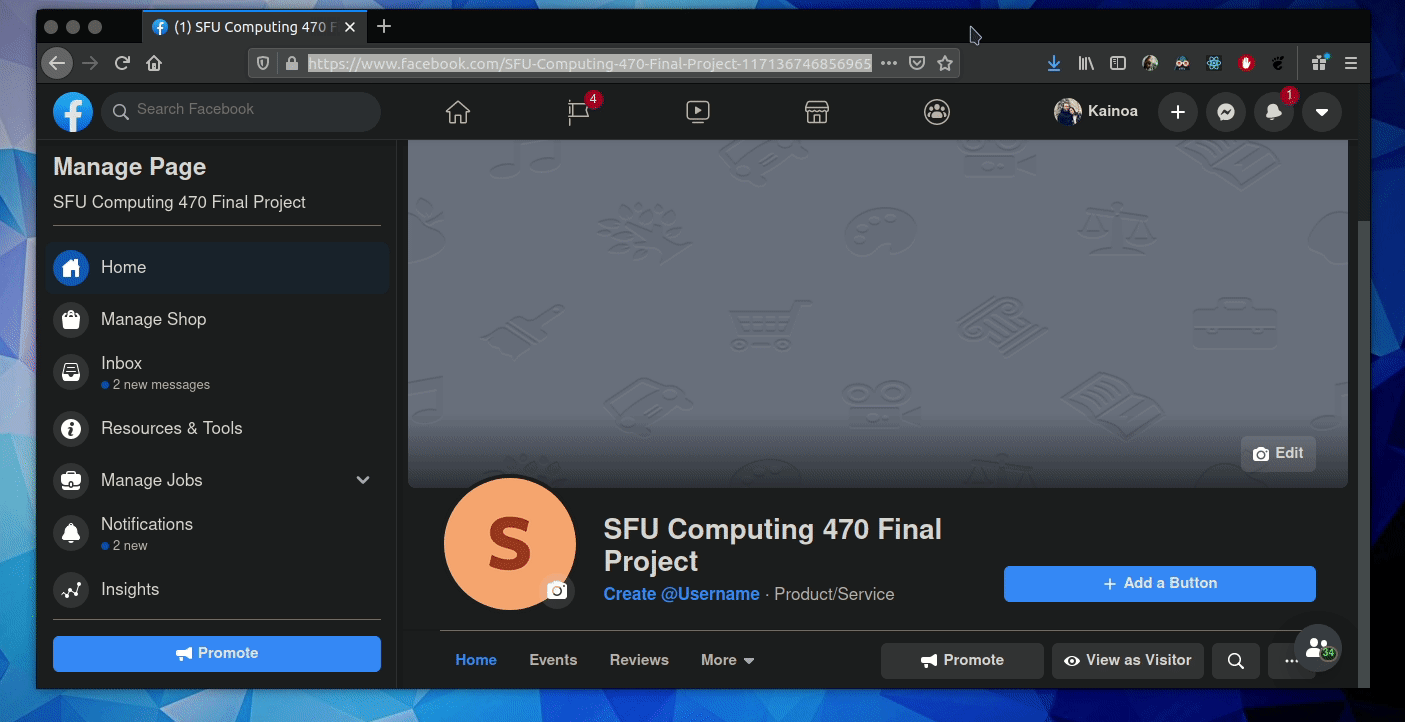 (1) SFU Computing 470 F
https://www.facebook.com/SFU-Computing-470-Final-Project-117136746856965
Search Facebook
4
Kainoa
1
Manage Page
SFU Computing 470 Final Project
Home
Manage Shop
Inbox
2 new messages
Resources & Tools
Manage Jobs
Notifications
2 new
Insights
Promote
Edit
S
SFU Computing 470 Final
Project
Create @Username · Product/Service
+ Add a Button
Home Events Reviews More
Promote
View as Visitor
34